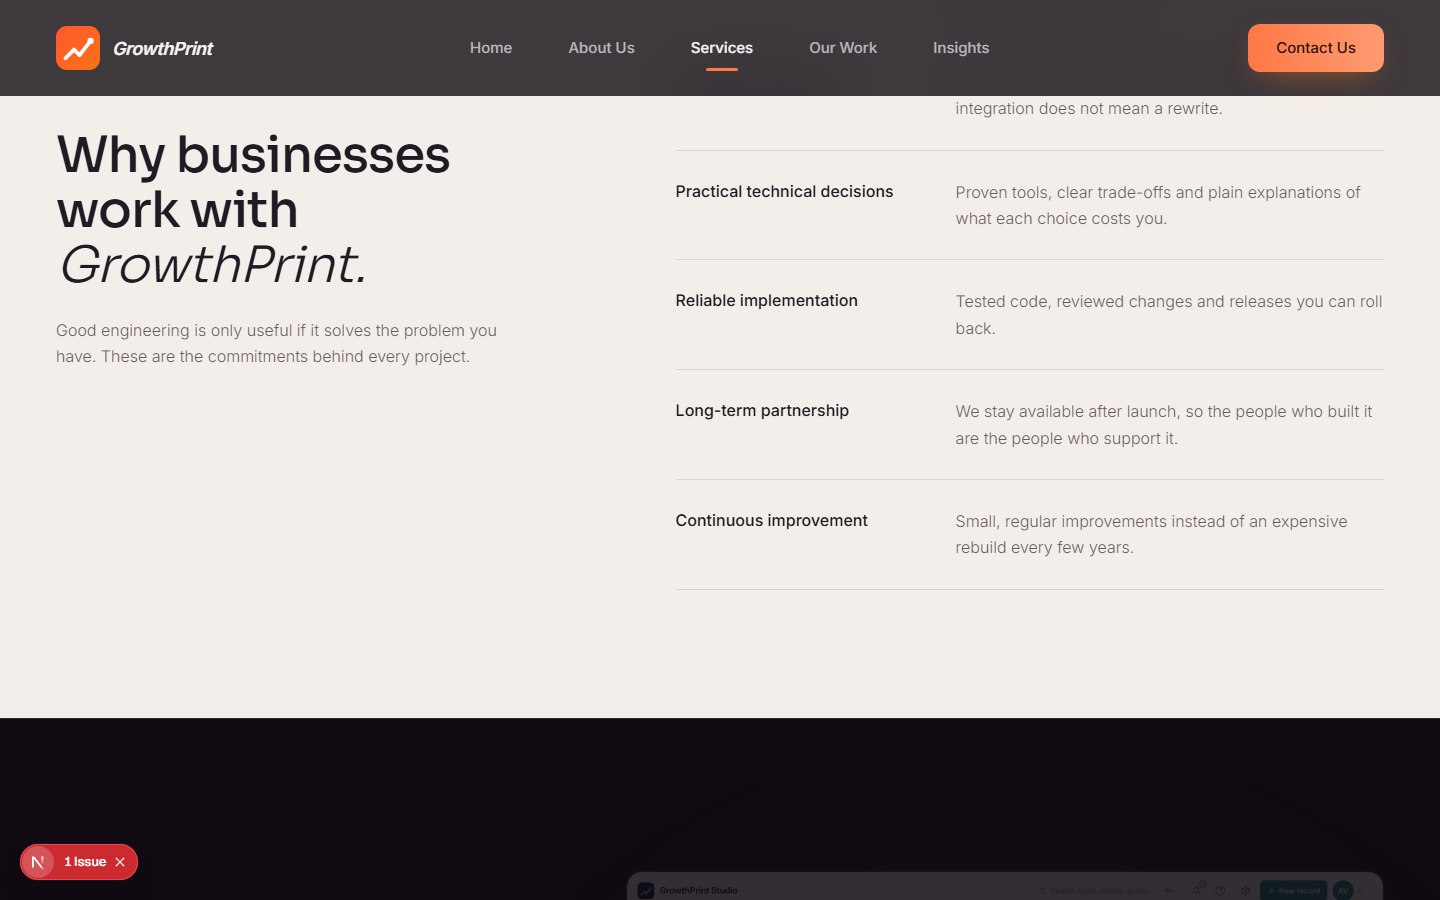 GrowthPrint
Home
About Us
Services
Our Work
Insights
Contact Us
integration does not mean a rewrite.
Why businesses
work with
GrowthPrint.
Good engineering is only useful if it solves the problem you
have. These are the commitments behind every project.
Practical technical decisions
Proven tools, clear trade-offs and plain explanations of
what each choice costs you.
Reliable implementation
Tested code, reviewed changes and releases you can roll
back.
Long-term partnership
We stay available after launch, so the people who built it
are the people who support it.
Continuous improvement
Small, regular improvements instead of an expensive
rebuild every few years.
N
1 Issue
GrowthPrint Studio
+ New record
AV